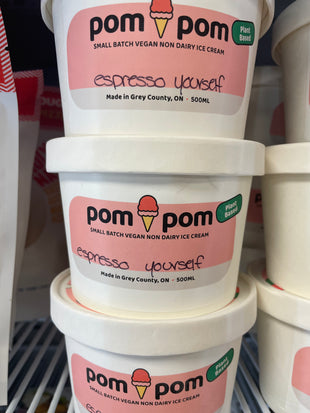 pom pom
Plant
Based
SMALL BATCH VEGAN NON DAIRY ICE CREAM
espresso yourself
Made in Grey County, ON · 500ML
pom pom
Plant
Based
SMALL BATCH VEGAN NON DAIRY ICE CREAM
espresso yourself
Made in Grey County, ON · 500ML
pom pom
Plant
Based
SMALL BATCH VEGAN NON DAIRY ICE CREAM